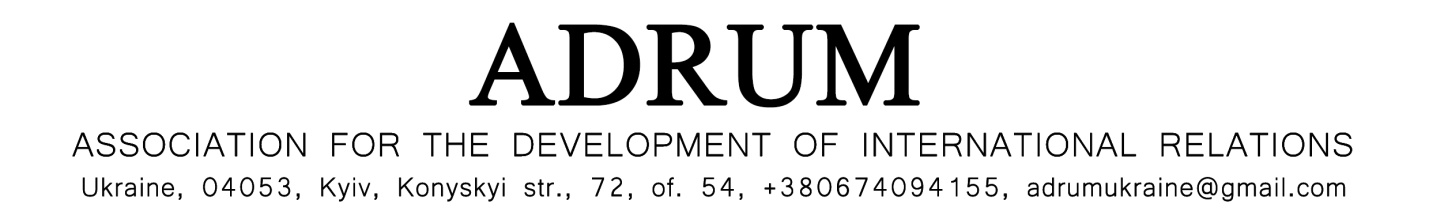 ADRUM
ASSOCIATION FOR THE DEVELOPMENT OF INTERNATIONAL RELATIONS
Ukraine, 04053, Kyiv, Konyskyi str., 72, of. 54, +380674094155, adrumukraine@gmail.com